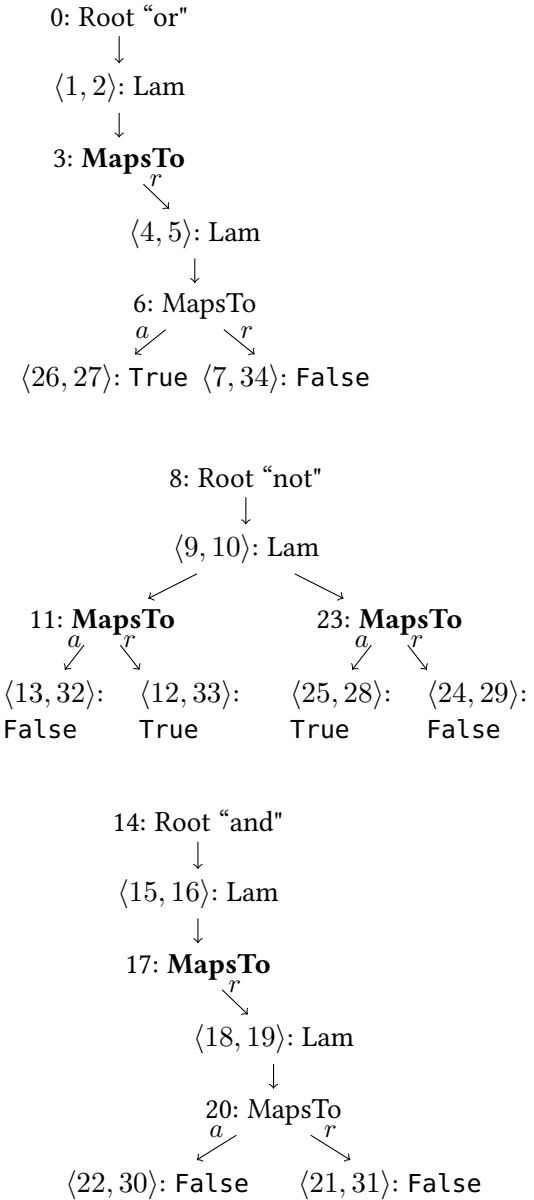 0: Root “or"
⟨1, 2⟩: Lam
3: MapsTo
r
⟨4, 5⟩: Lam
6: MapsTo
a r
⟨26, 27⟩: True ⟨7, 34⟩: False
8: Root “not"
⟨9, 10⟩: Lam
11: MapsTo 23: MapsTo
a r a r
⟨13, 32⟩: ⟨12, 33⟩: ⟨25, 28⟩: ⟨24, 29⟩:
False True True False
14: Root “and"
⟨15, 16⟩: Lam
17: MapsTo
r
⟨18, 19⟩: Lam
20: MapsTo
a r
⟨22, 30⟩: False ⟨21, 31⟩: False